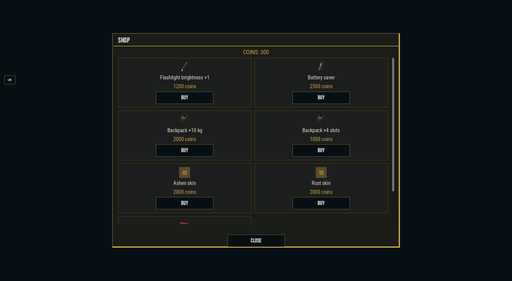 SHOP
COINS: 300
Flashlight brightness +1
1200 coins
BUY
Battery saver
2500 coins
BUY
Backpack +10 kg
2000 coins
BUY
Backpack +4 slots
1000 coins
BUY
Ashen skin
2000 coins
BUY
Rust skin
2000 coins
BUY
CLOSE